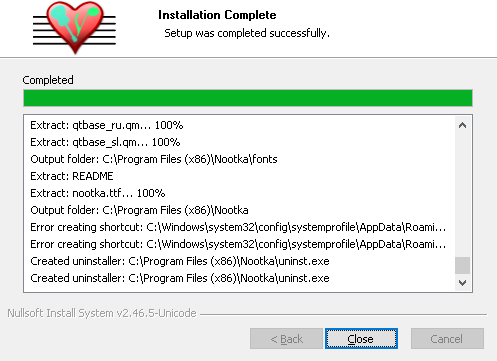 Installation Complete
Setup was completed successfully.
Completed
Extract: qtbase_ru.qm... 100%
Extract: qtbase_sl.qm... 100%
Output folder: C:\Program Files (x86)\Nootka\fonts
Extract: README
Extract: nootka.ttf... 100%
Output folder: C:\Program Files (x86)\Nootka
Error creating shortcut: C:\Windows\system32\config\systemprofile\AppData\Roami...
Error creating shortcut: C:\Windows\system32\config\systemprofile\AppData\Roami...
Created uninstaller: C:\Program Files (x86)\Nootka\uninst.exe
Created uninstaller: C:\Program Files (x86)\Nootka\uninst.exe
Nullsoft Install System v2.46.5-Unicode
< Back
Close
Cancel